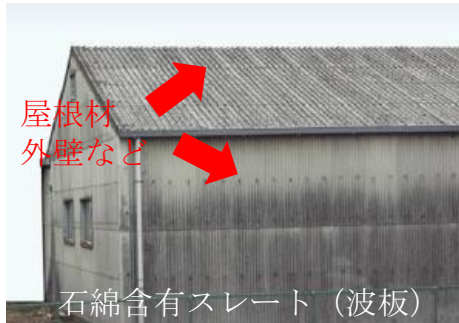 屋根材
外壁など
石綿含有スレート（波板）